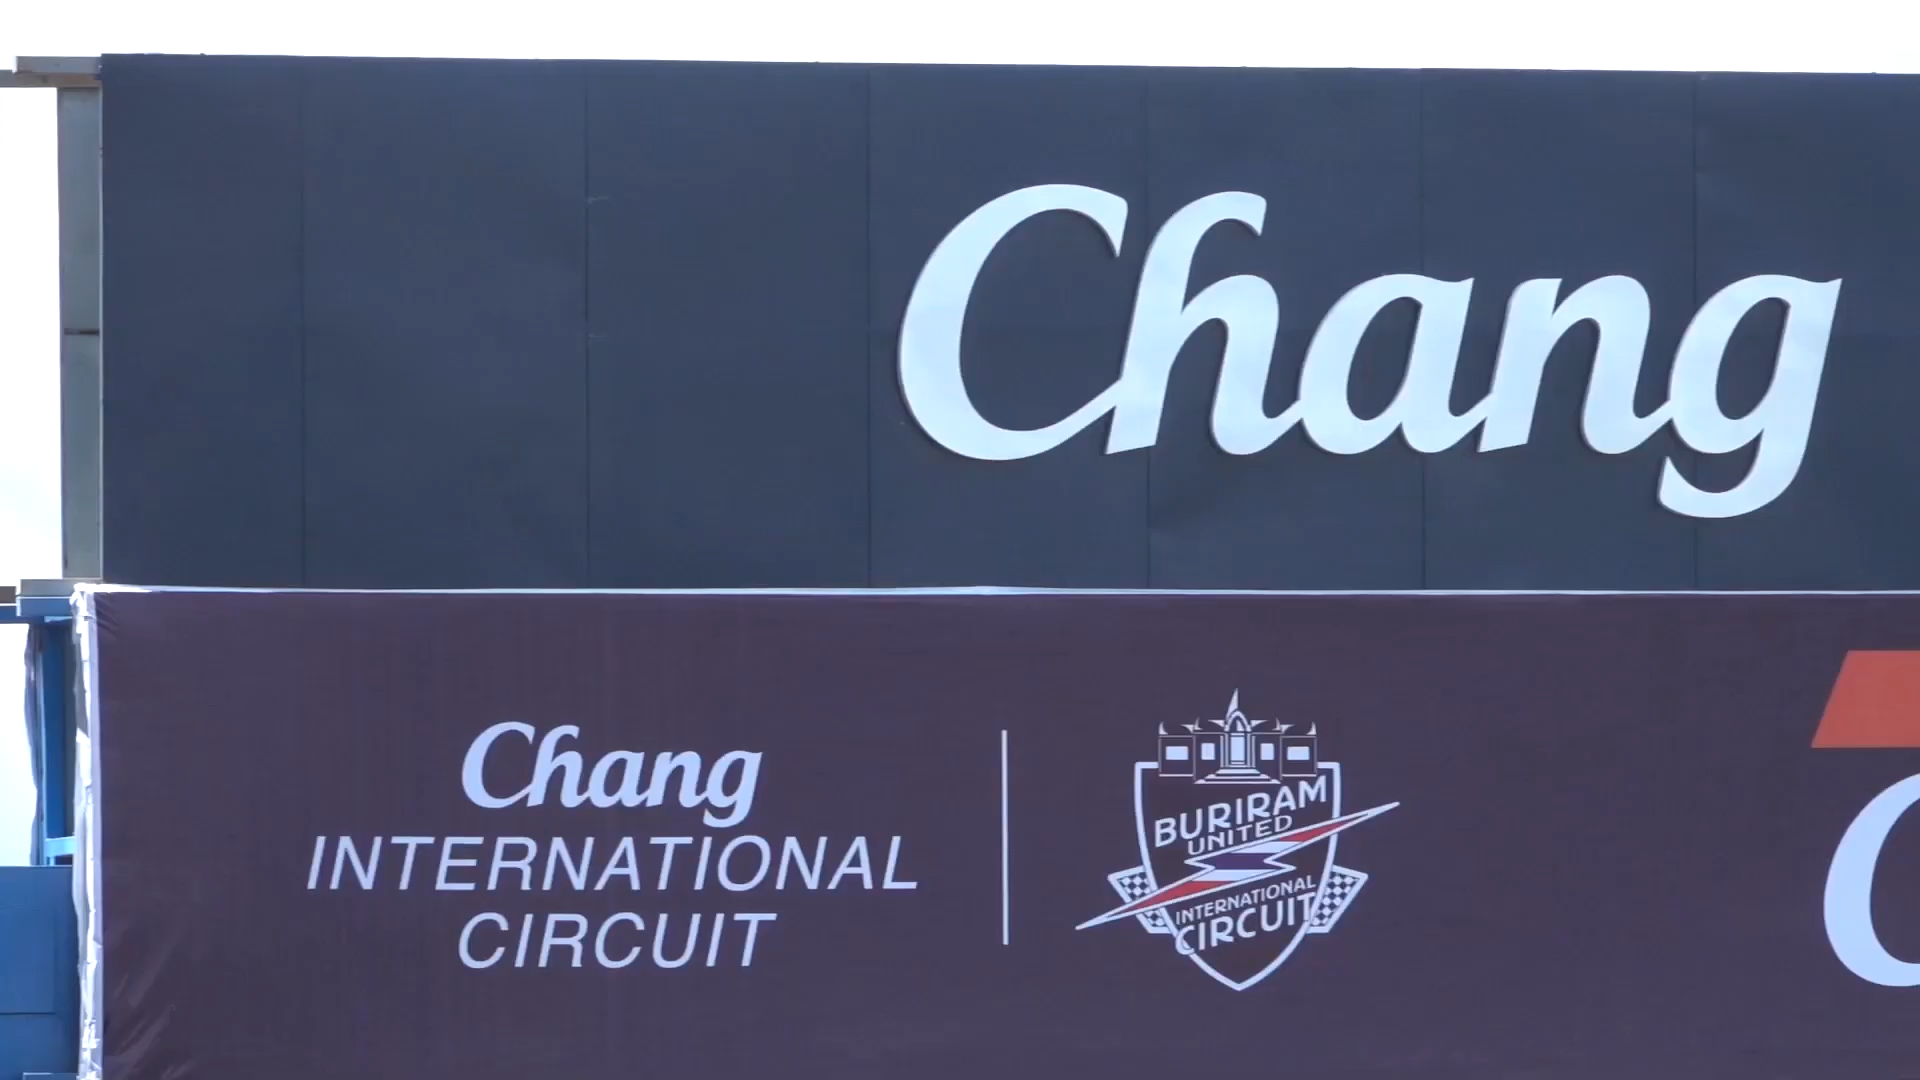 Chang
Chang
INTERNATIONAL
CIRCUIT
BURIRAM
UNITED
INTERNATIONAL
CIRCUIT